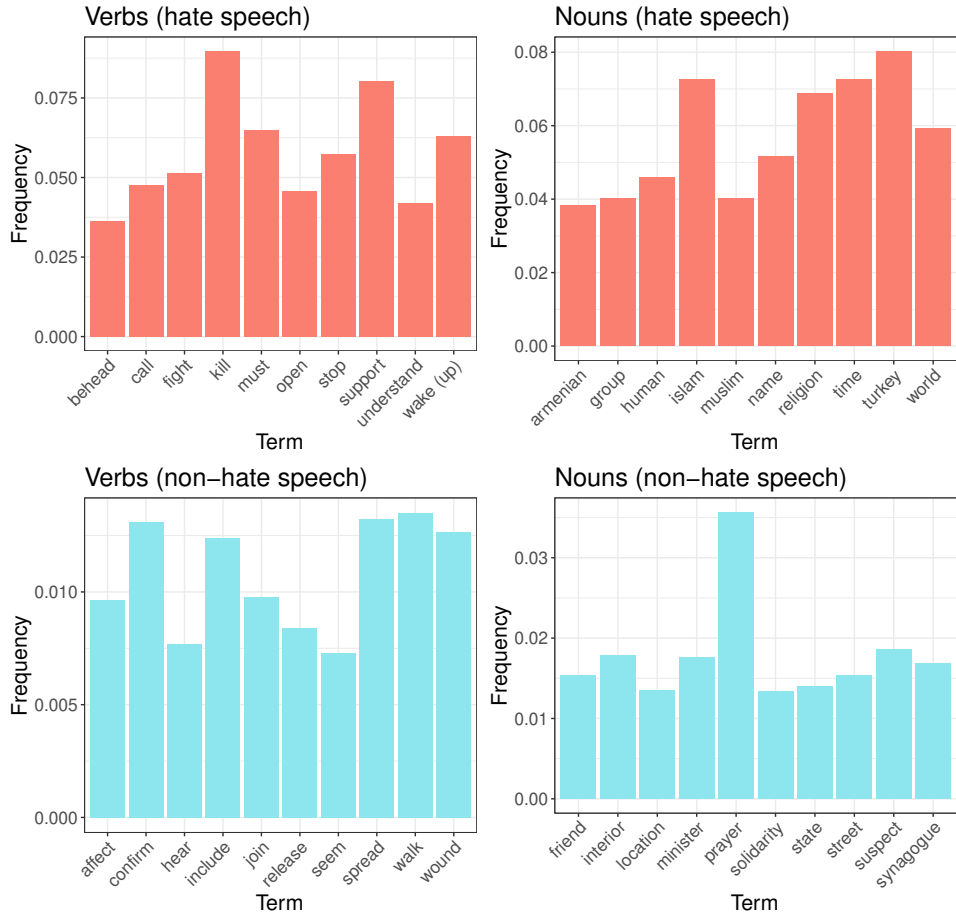 Verbs (hate speech)
Frequency
0.075
0.050
0.025
0.000
behead call fight kill must open stop support understand wake (up)
Term
Nouns (hate speech)
Frequency
0.08
0.06
0.04
0.02
0.00
armenian group human islam muslim name religion time turkey world
Term
Verbs (non−hate speech)
Frequency
0.010
0.005
0.000
affect confirm hear include join release seem spread walk wound
Term
Nouns (non−hate speech)
Frequency
0.03
0.02
0.01
0.00
friend interior location minister prayer solidarity state street suspect synagogue
Term